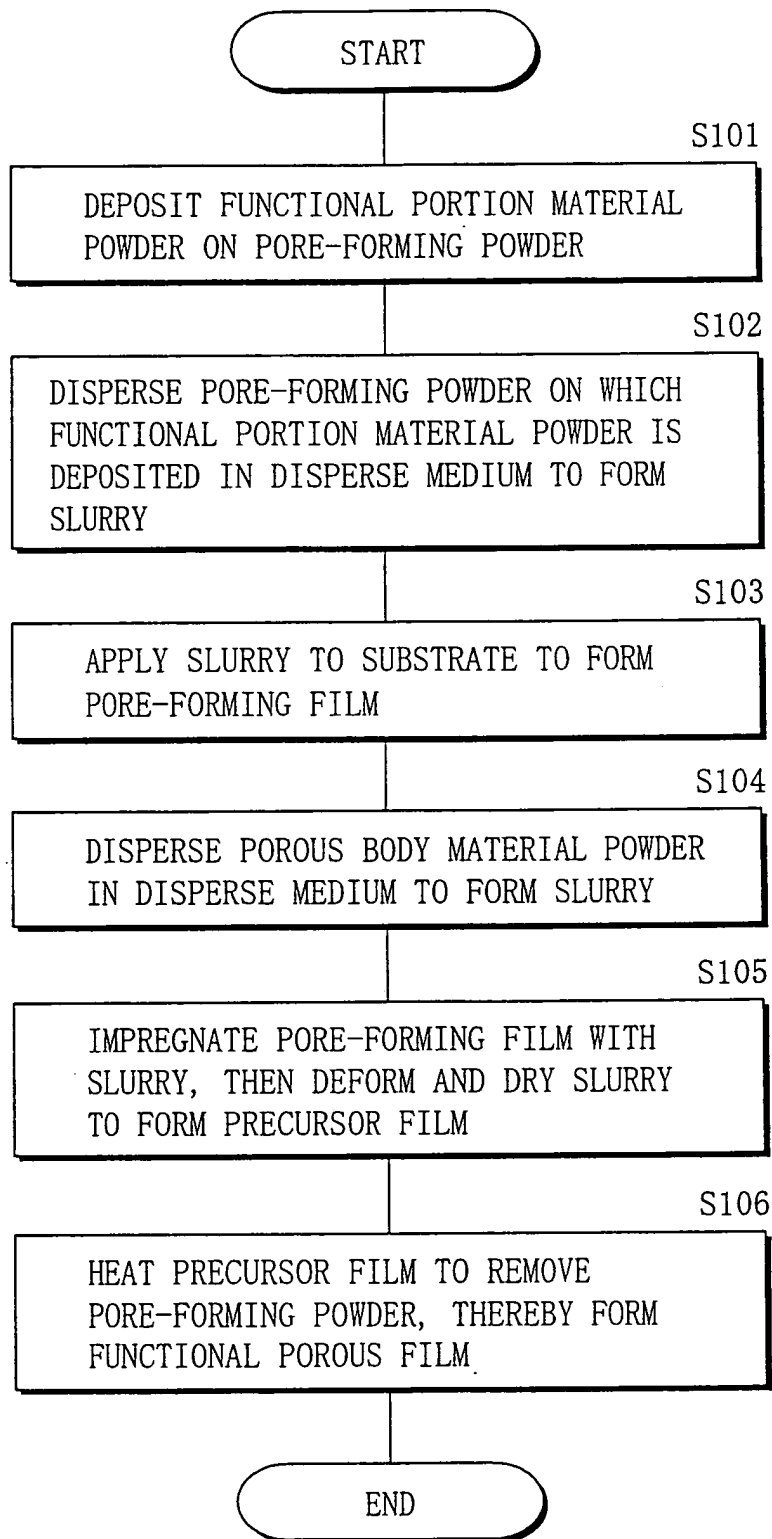 START
S101
DEPOSIT FUNCTIONAL PORTION MATERIAL
POWDER ON PORE-FORMING POWDER
S102
DISPERSE PORE-FORMING POWDER ON WHICH
FUNCTIONAL PORTION MATERIAL POWDER IS
DEPOSITED IN DISPERSE MEDIUM TO FORM
SLURRY
S103
APPLY SLURRY TO SUBSTRATE TO FORM
PORE-FORMING FILM
S104
DISPERSE POROUS BODY MATERIAL POWDER
IN DISPERSE MEDIUM TO FORM SLURRY
S105
IMPREGNATE PORE-FORMING FILM WITH
SLURRY, THEN DEFORM AND DRY SLURRY
TO FORM PRECURSOR FILM
S106
HEAT PRECURSOR FILM TO REMOVE
PORE-FORMING POWDER, THEREBY FORM
FUNCTIONAL POROUS FILM
END